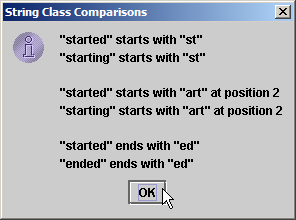 String Class Comparisons
"started" starts with "st"
"starting" starts with "st"
"started" starts with "art" at position 2
"starting" starts with "art" at position 2
"started" ends with "ed"
"ended" ends with "ed"
OK